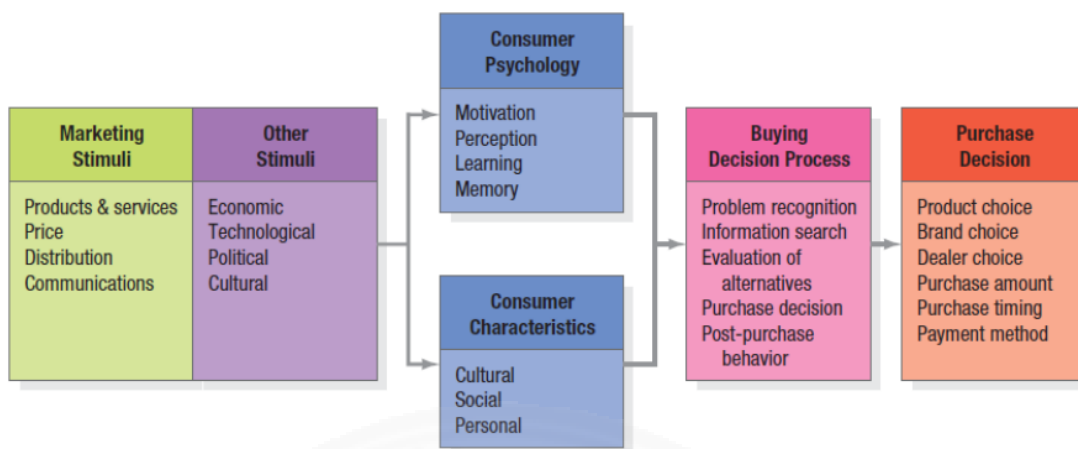 Marketing
Stimuli
Products & services
Price
Distribution
Communications
Other
Stimuli
Economic
Technological
Political
Cultural
Consumer
Psychology
Motivation
Perception
Learning
Memory
Consumer
Characteristics
Cultural
Social
Personal
Buying
Decision Process
Problem recognition
Information search
Evaluation of
alternatives
Purchase decision
Post-purchase
behavior
Purchase
Decision
Product choice
Brand choice
Dealer choice
Purchase amount
Purchase timing
Payment method